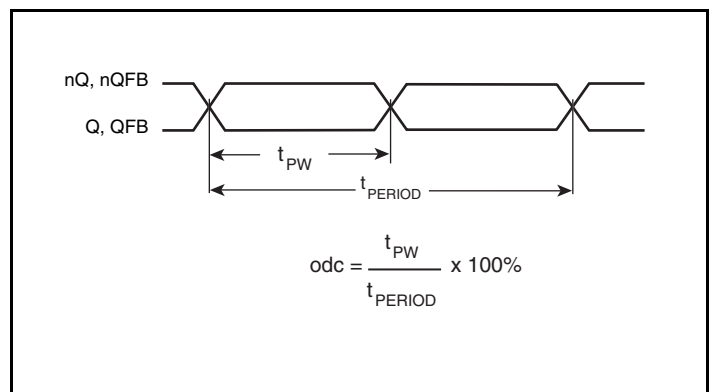 nQ, nQFB
Q, QFB
tPW
tPERIOD
odc = tPW / tPERIOD x 100%